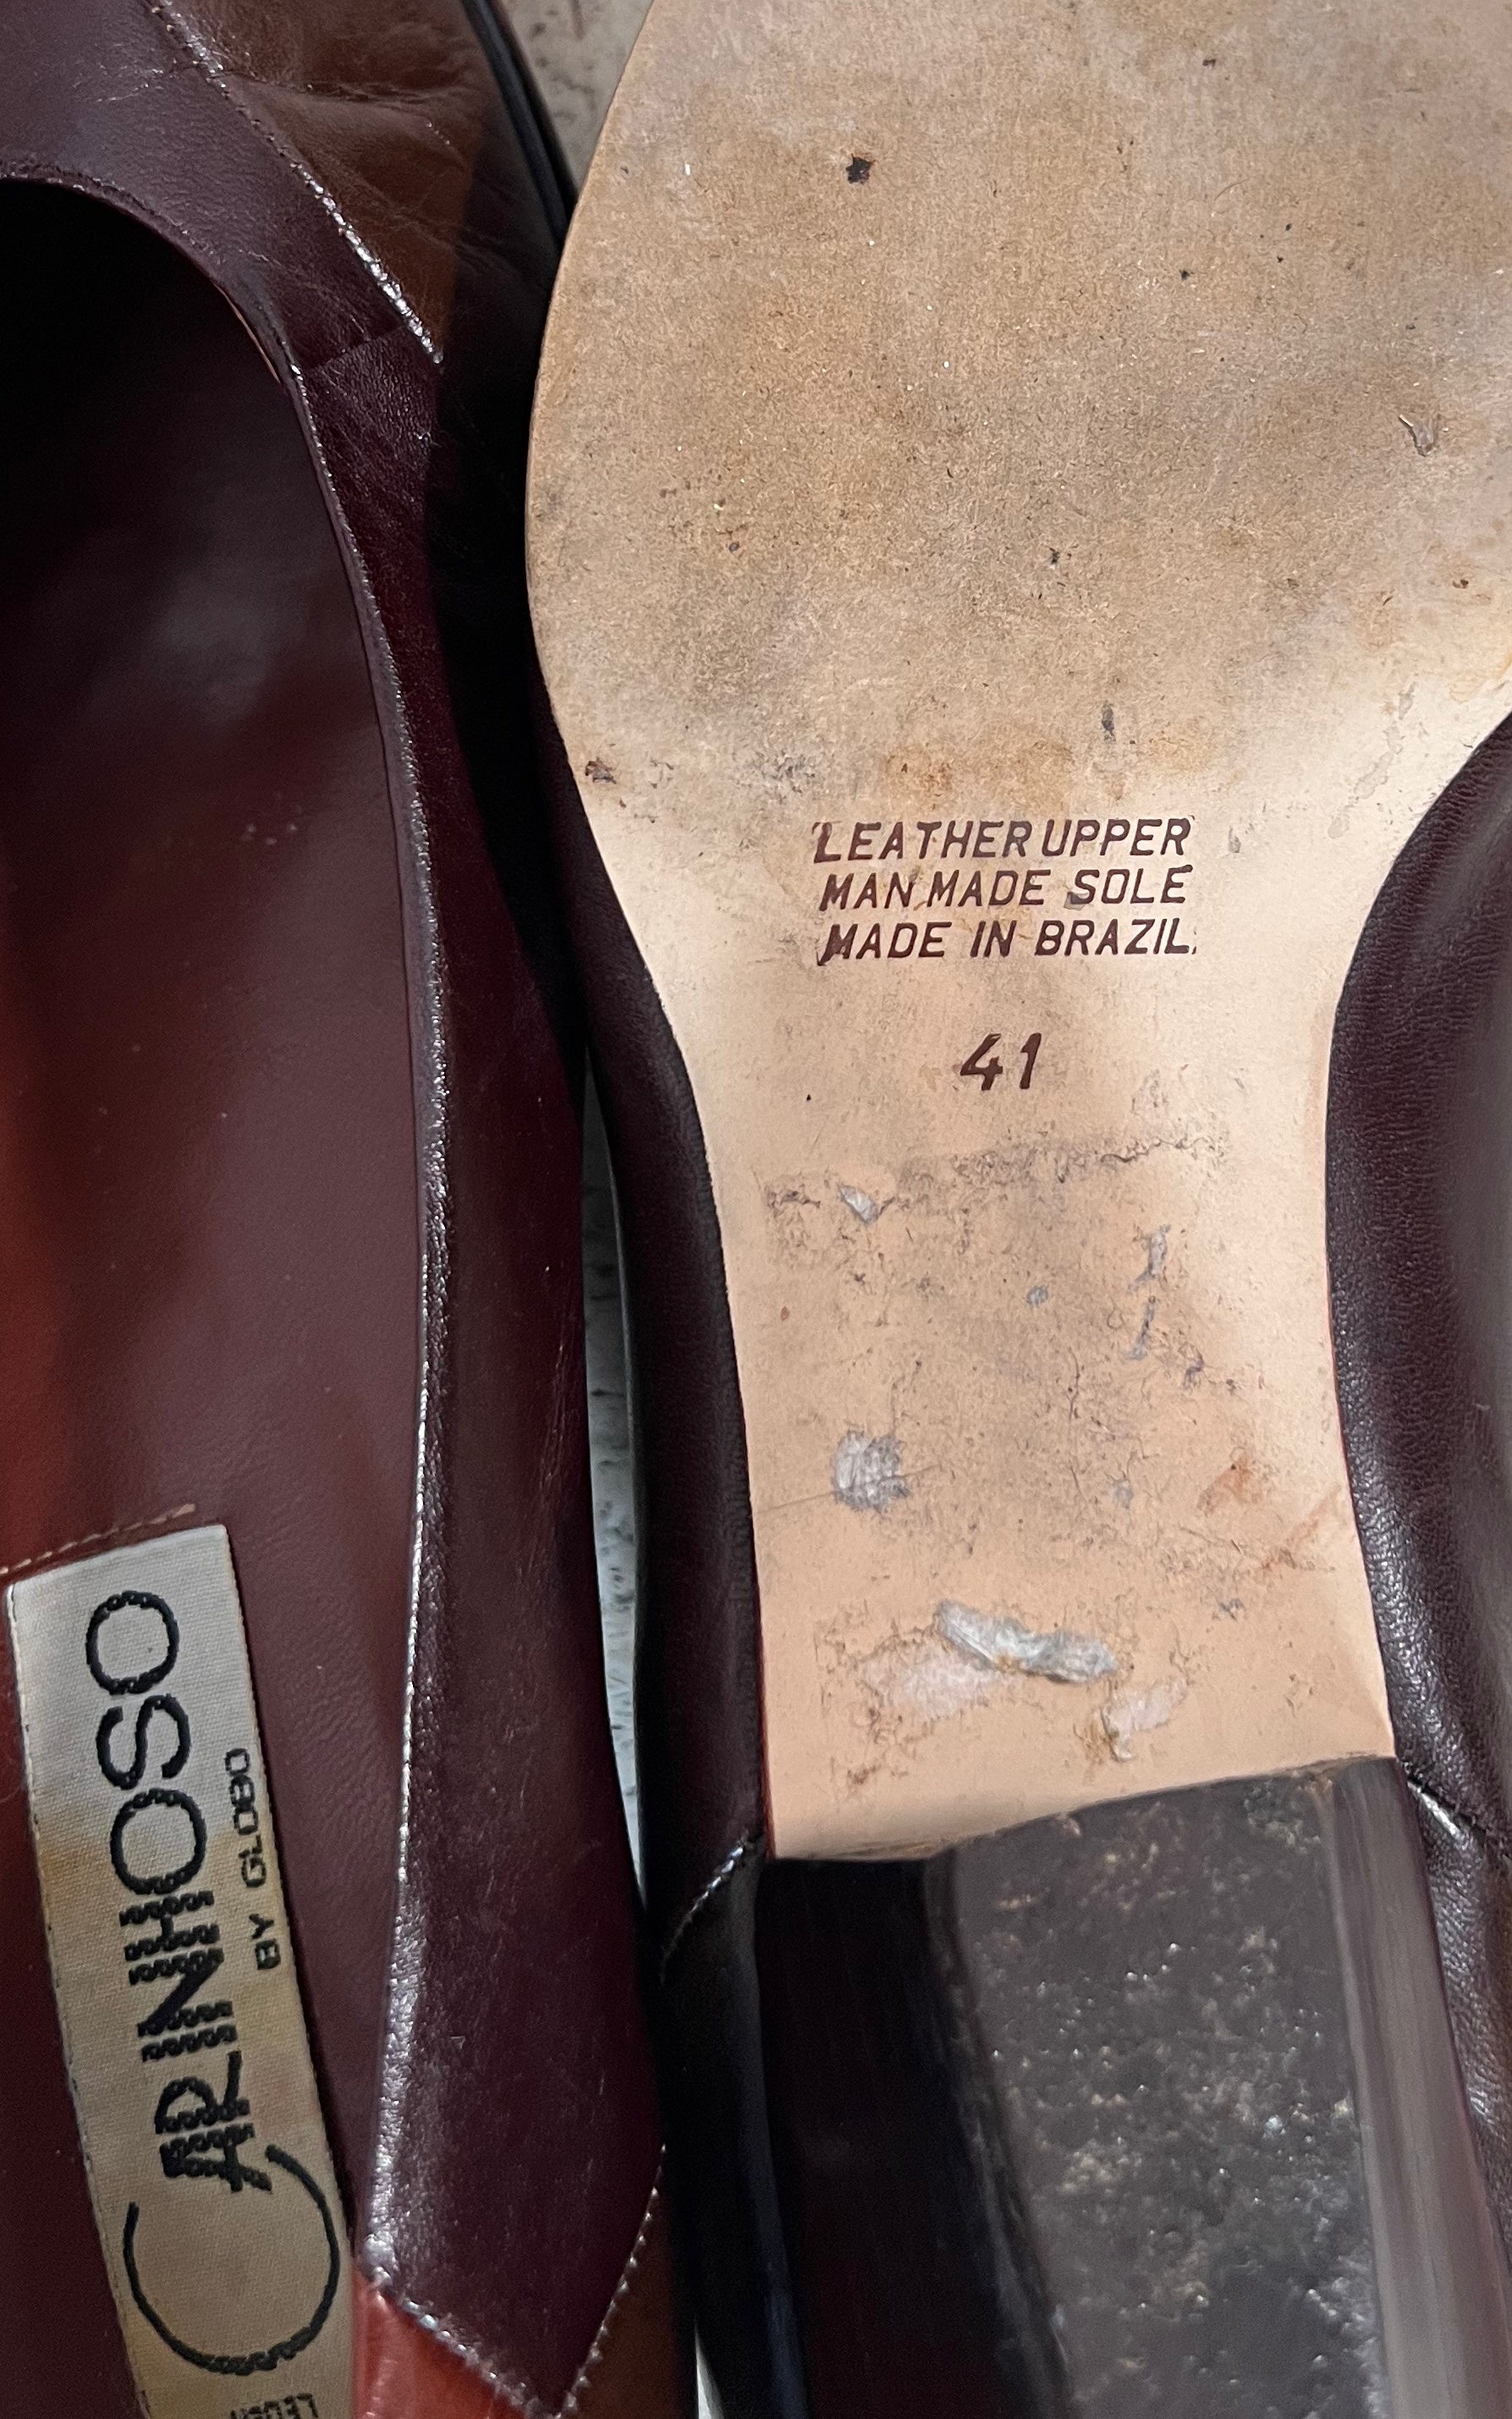 LEATHER UPPER
MAN MADE SOLE
MADE IN BRAZIL
41
CARINHOSO
BY GLOBO